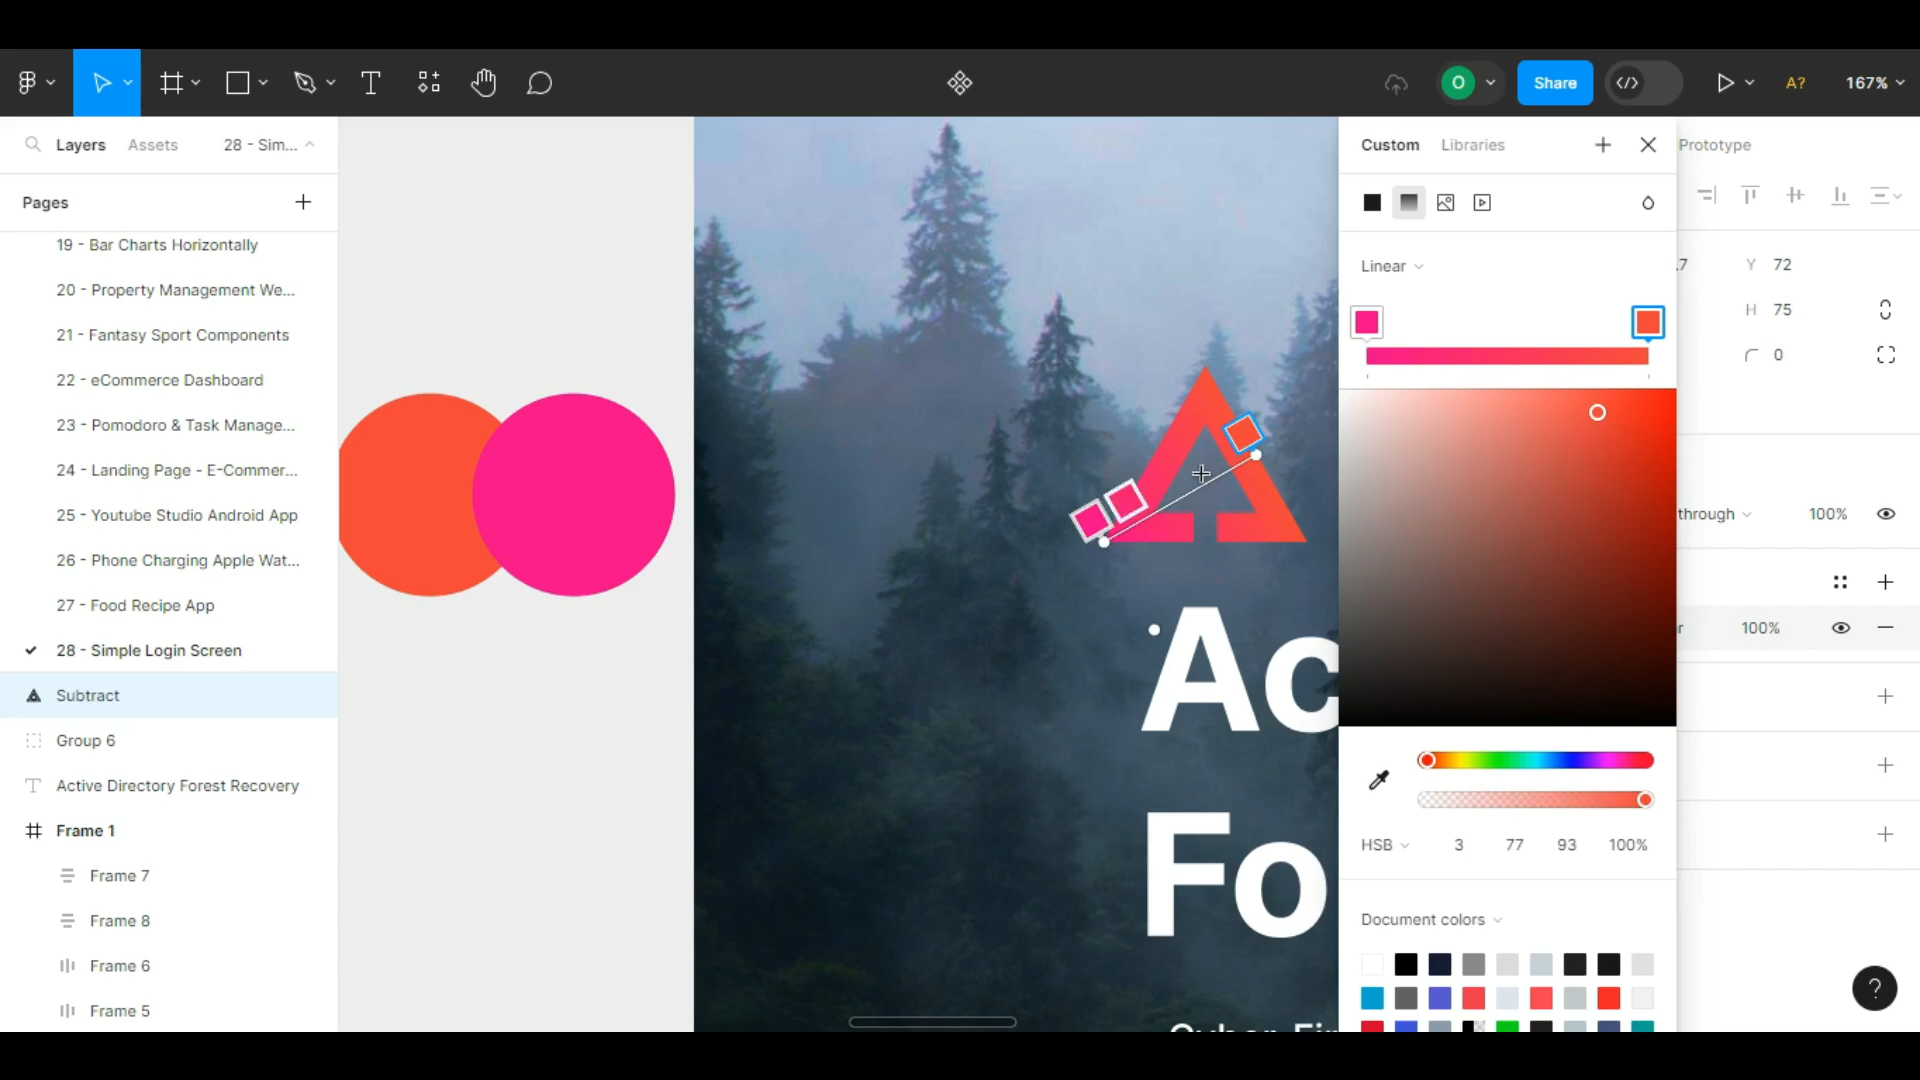 O
Share
A?
167%
Layers
Assets
28 - Sim...
Pages
19 - Bar Charts Horizontally
20 - Property Management We...
21 - Fantasy Sport Components
22 - eCommerce Dashboard
23 - Pomodoro & Task Manage...
24 - Landing Page - E-Commer...
25 - Youtube Studio Android App
26 - Phone Charging Apple Wat...
27 - Food Recipe App
28 - Simple Login Screen
Subtract
Group 6
Active Directory Forest Recovery
Frame 1
Frame 7
Frame 8
Frame 6
Frame 5
Ac
Fo
Custom
Libraries
Linear
HSB
3
77
93
100%
Document colors
Prototype
.7
Y 72
H 75
0
through
100%
r
100%
?